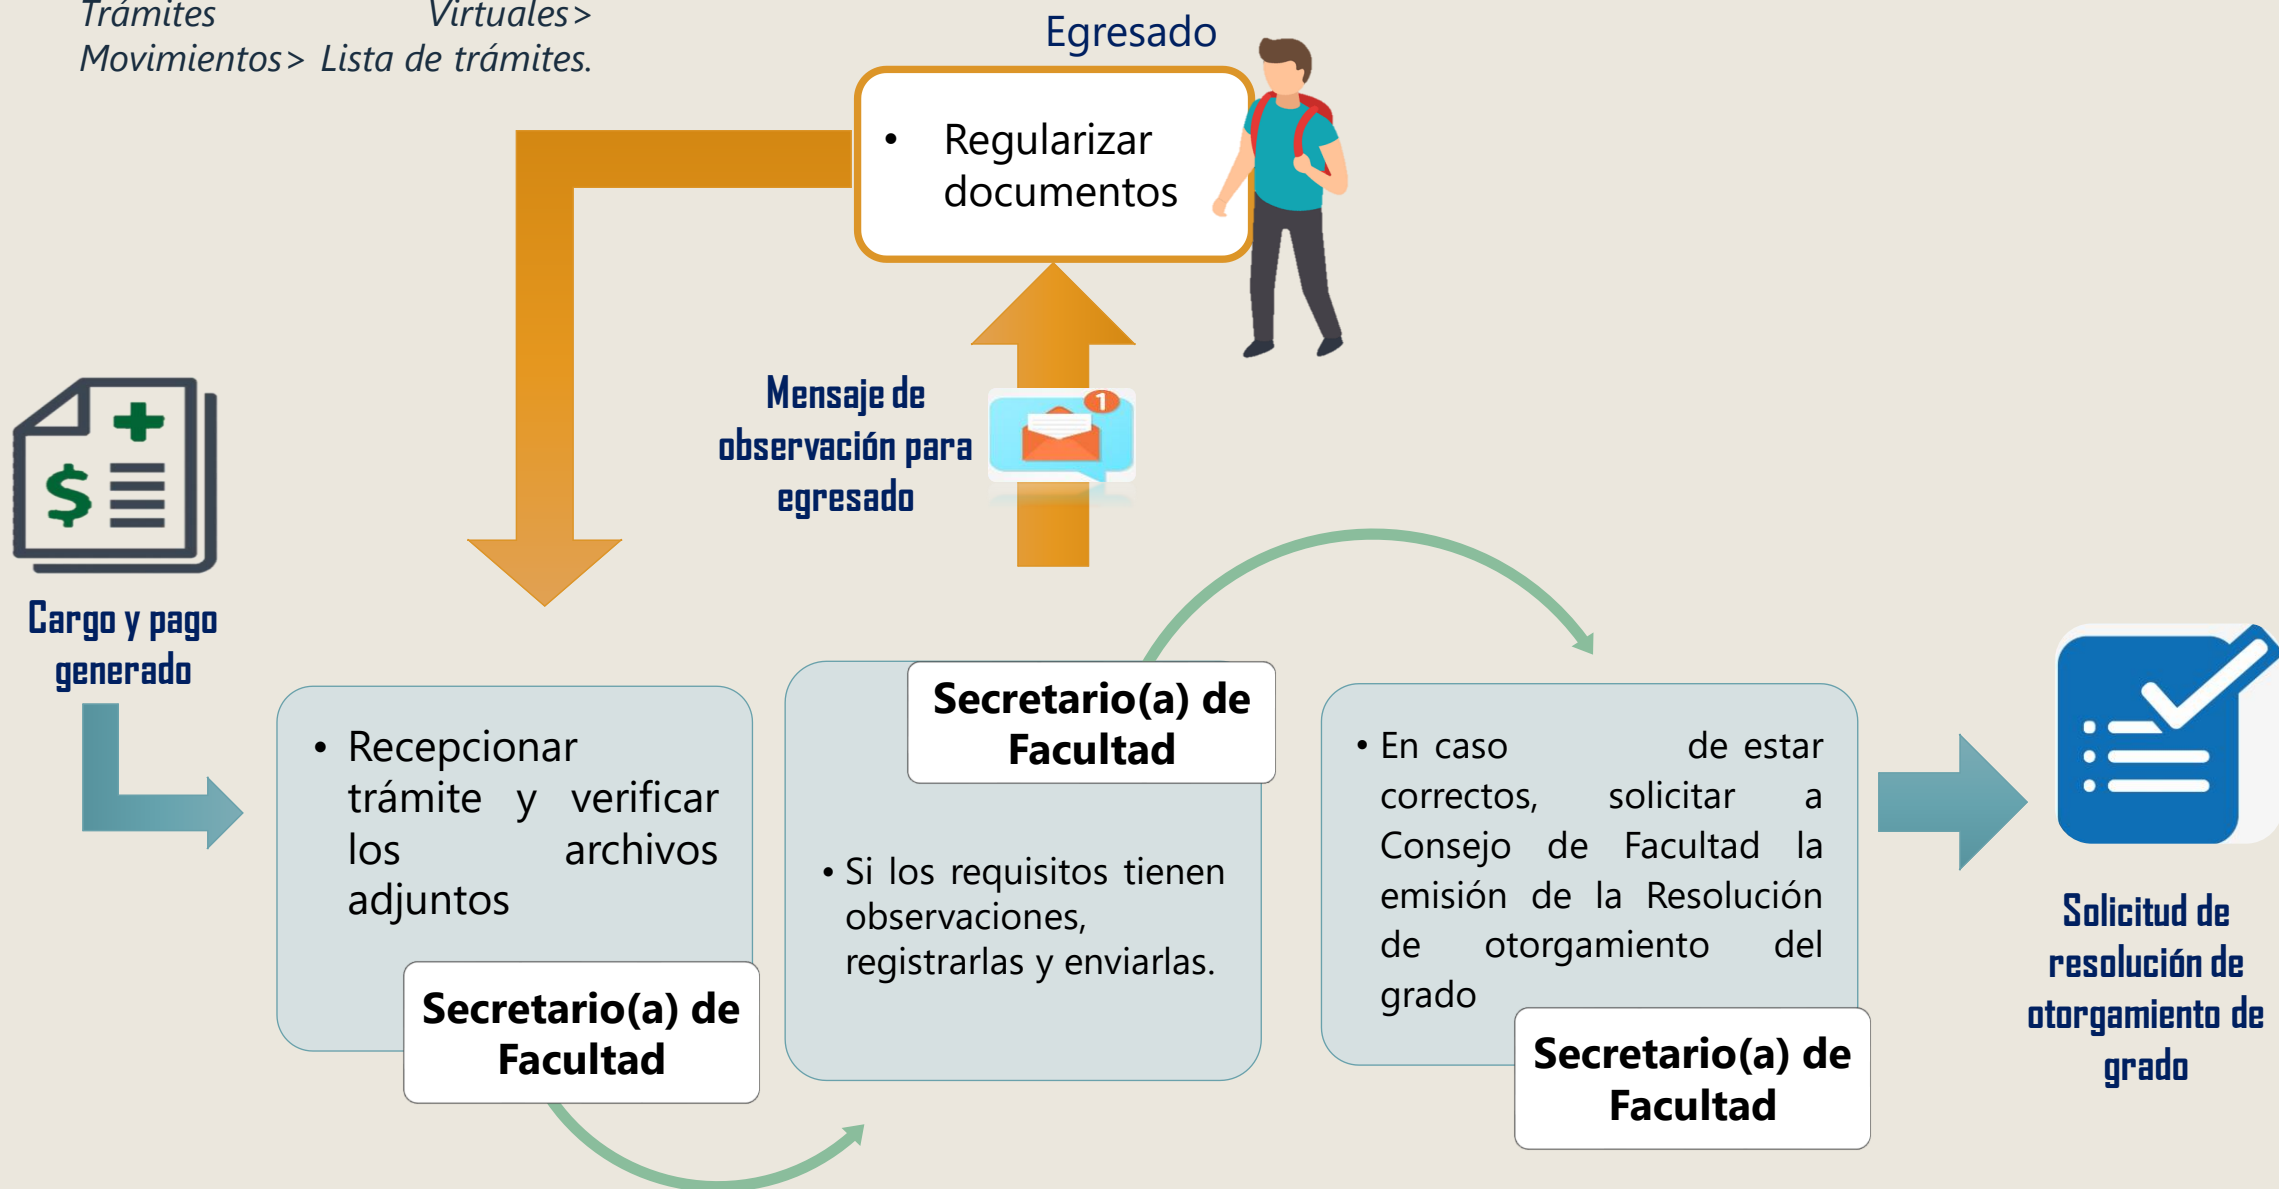 Trámites Virtuales>
Movimientos> Lista de trámites.
Egresado
• Regularizar
documentos
Mensaje de
observación para
egresado
1
Cargo y pago
generado
• Recepcionar
trámite y verificar
los archivos
adjuntos
Secretario(a) de
Facultad
Secretario(a) de
Facultad
• Si los requisitos tienen
observaciones,
registrarlas y enviarlas.
• En caso de estar
correctos, solicitar a
Consejo de Facultad la
emisión de la Resolución
de otorgamiento del
grado
Secretario(a) de
Facultad
Solicitud de
resolución de
otorgamiento de
grado